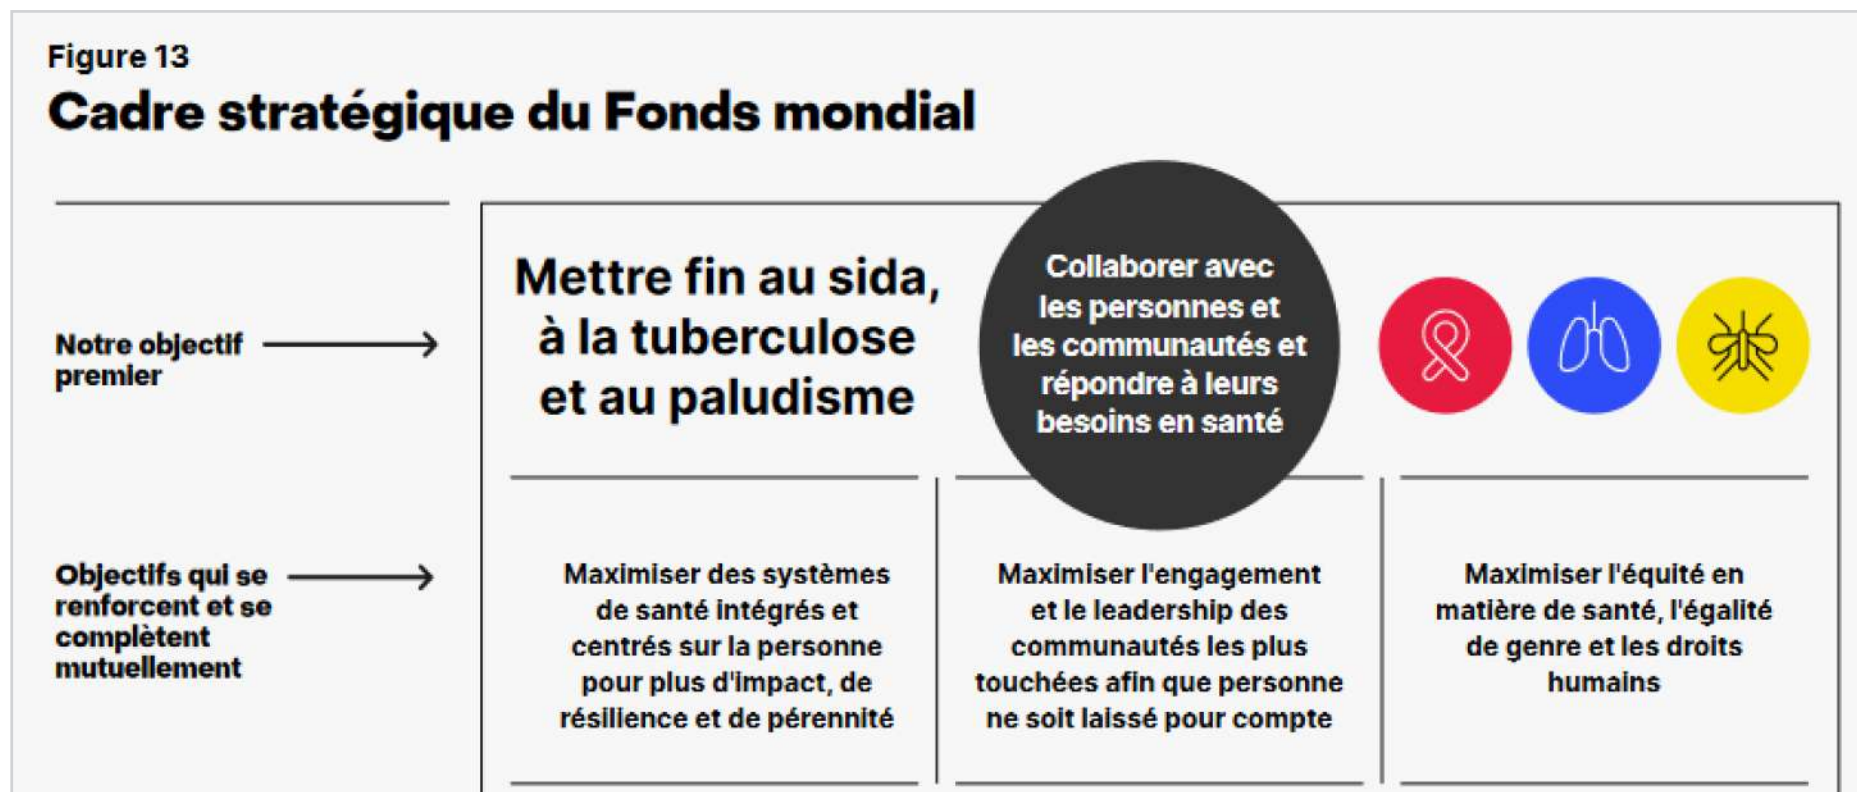 Figure 13
Cadre stratégique du Fonds mondial
Notre objectif
premier
Mettre fin au sida,
à la tuberculose
et au paludisme
Collaborer avec
les personnes et
les communautés et
répondre à leurs
besoins en santé
Objectifs qui se
renforcent et se
complètent
mutuellement
Maximiser des systèmes
de santé intégrés et
centrés sur la personne
pour plus d'impact, de
résilience et de pérennité
Maximiser l'engagement
et le leadership des
communautés les plus
touchées afin que personne
ne soit laissé pour compte
Maximiser l'équité en
matière de santé, l'égalité
de genre et les droits
humains